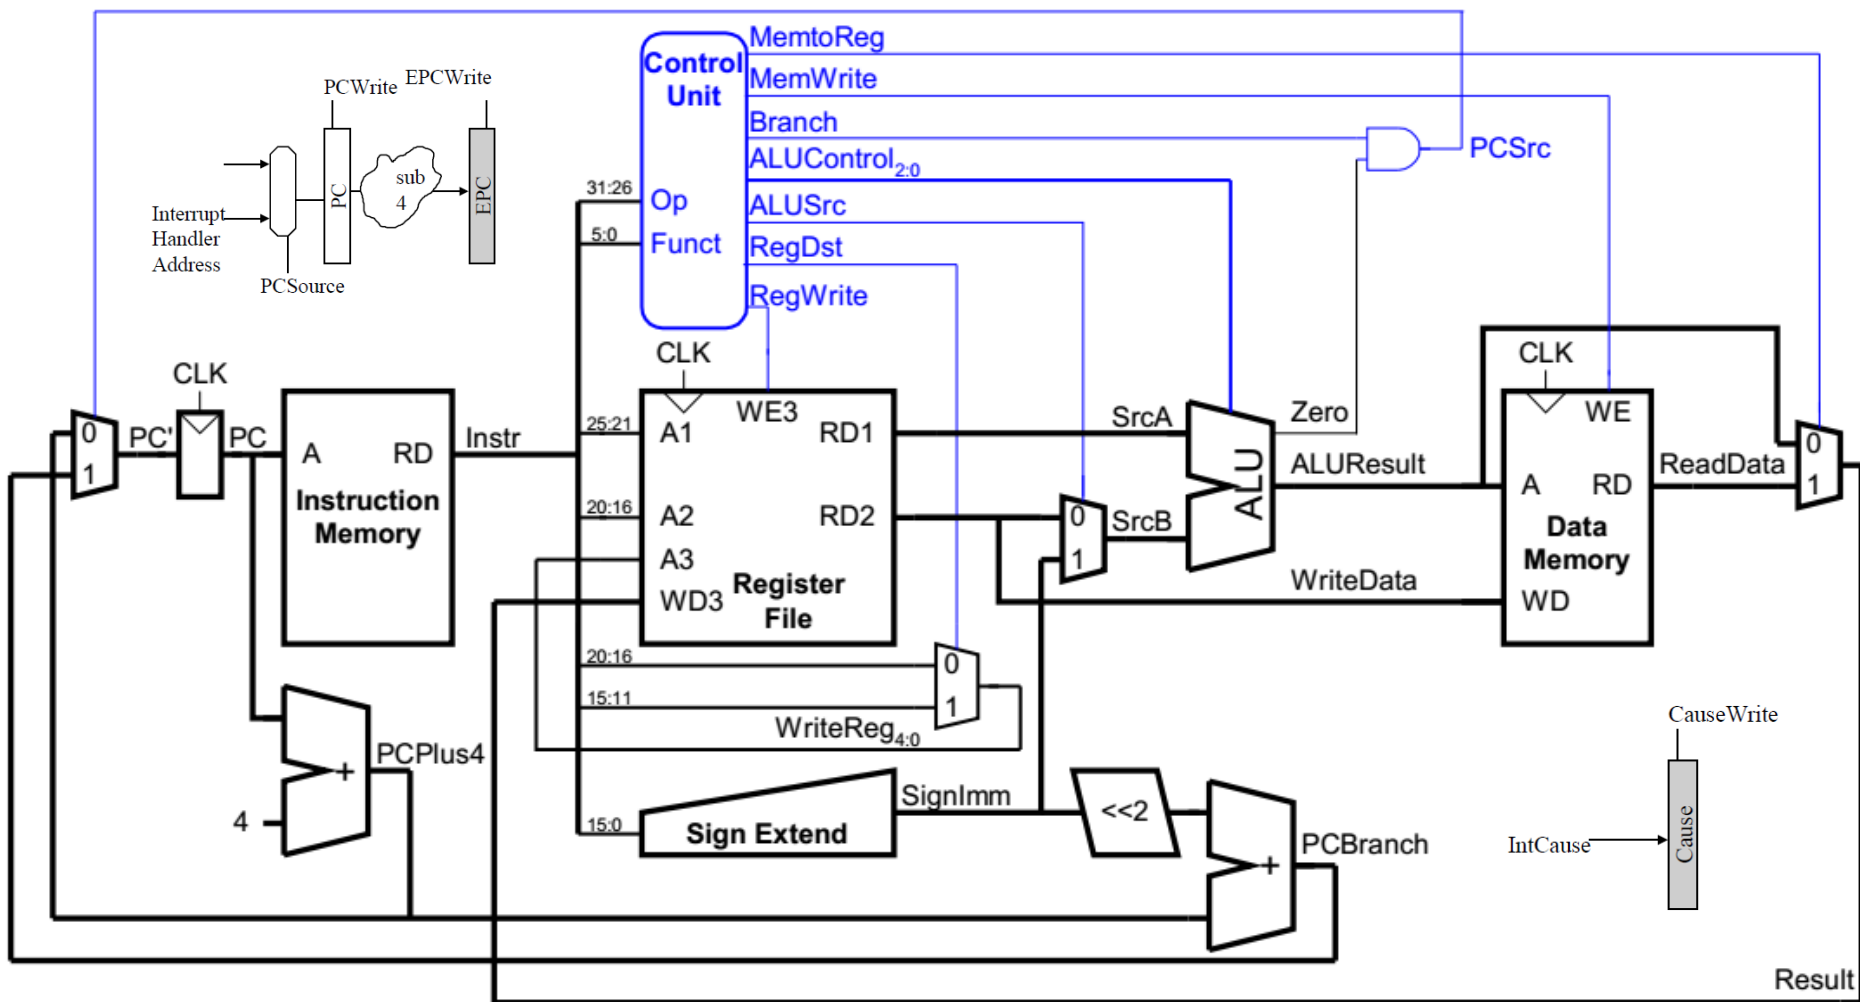 MemtoReg
Control
Unit
MemWrite
PCWrite
EPCWrite
Branch
PCSrc
ALUControl2:0
sub
4
PC
EPC
31:26
Op
ALUSrc
Interrupt
Handler
Address
5:0
Funct
RegDst
PCSource
RegWrite
CLK
CLK
CLK
WE3
Zero
WE
0
1
PC'
PC
A
RD
Instruction
Memory
Instr
25:21
A1
RD1
SrcA
ALU
ALUResult
A
RD
ReadData
0
1
20:16
A2
RD2
0
1
SrcB
Data
Memory
A3
WD3
Register
File
WriteData
WD
20:16
0
15:11
1
WriteReg4:0
CauseWrite
PCPlus4
+
4
SignImm
<<2
15:0
Sign Extend
PCBranch
+
IntCause
Cause
Result